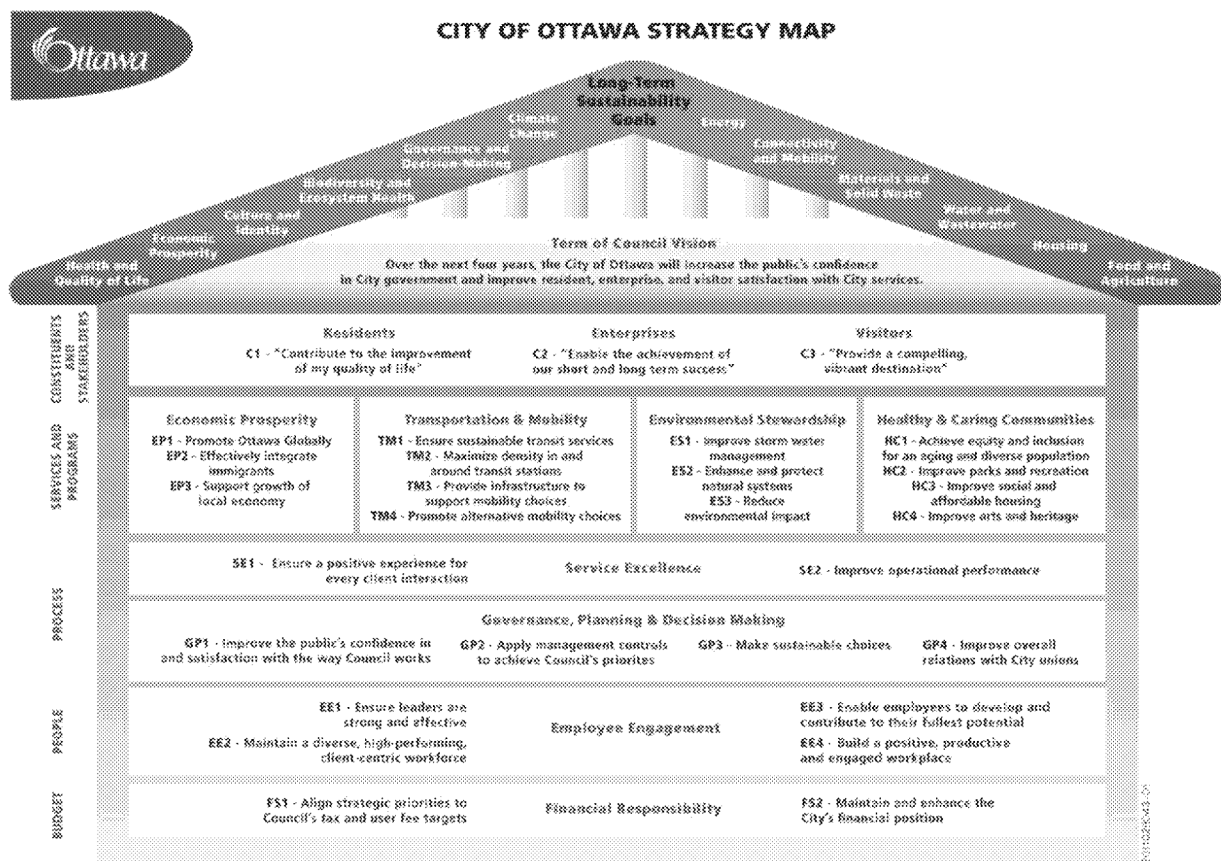 Ottawa
CITY OF OTTAWA STRATEGY MAP
Long-Term
Sustainability
Goals
Climate
Change
Governance and
Decision-Making
Biodiversity and
Ecosystem Health
Culture and
Identity
Economic
Prosperity
Health and
Quality of Life
Energy
Connectivity
and Mobility
Materials and
Solid Waste
Water and
Wastewater
Housing
Food and
Agriculture
Term of Council Vision
Over the next four years, the City of Ottawa will increase the public's confidence
in City government and improve resident, enterprise, and visitor satisfaction with City services.
CONSTITUENTS
AND
STAKEHOLDERS
Residents
C1 - "Contribute to the improvement
of my quality of life"
Enterprises
C2 - "Enable the achievement of
our short and long term success"
Visitors
C3 - "Provide a compelling,
vibrant destination"
SERVICES AND
PROGRAMS
Economic Prosperity
EP1 - Promote Ottawa Globally
EP2 - Effectively integrate
immigrants
EP3 - Support growth of
local economy
Transportation & Mobility
TM1 - Ensure sustainable transit services
TM2 - Maximize density in and
around transit stations
TM3 - Provide infrastructure to
support mobility choices
TM4 - Promote alternative mobility choices
Environmental Stewardship
ES1 - Improve storm water
management
ES2 - Enhance and protect
natural systems
ES3 - Reduce
environmental impact
Healthy & Caring Communities
HC1 - Achieve equity and inclusion
for an aging and diverse population
HC2 - Improve parks and recreation
HC3 - Improve social and
affordable housing
HC4 - Improve arts and heritage
PROCESS
SE1 - Ensure a positive experience for
every client interaction
Service Excellence
SE2 - Improve operational performance
Governance, Planning & Decision Making
GP1 - Improve the public's confidence in
and satisfaction with the way Council works
GP2 - Apply management controls
to achieve Council's priorites
GP3 - Make sustainable choices
GP4 - Improve overall
relations with City unions
PEOPLE
EE1 - Ensure leaders are
strong and effective
EE2 - Maintain a diverse, high-performing,
client-centric workforce
Employee Engagement
EE3 - Enable employees to develop and
contribute to their fullest potential
EE4 - Build a positive, productive
and engaged workplace
BUDGET
FS1 - Align strategic priorities to
Council's tax and user fee targets
Financial Responsibility
FS2 - Maintain and enhance the
City's financial position